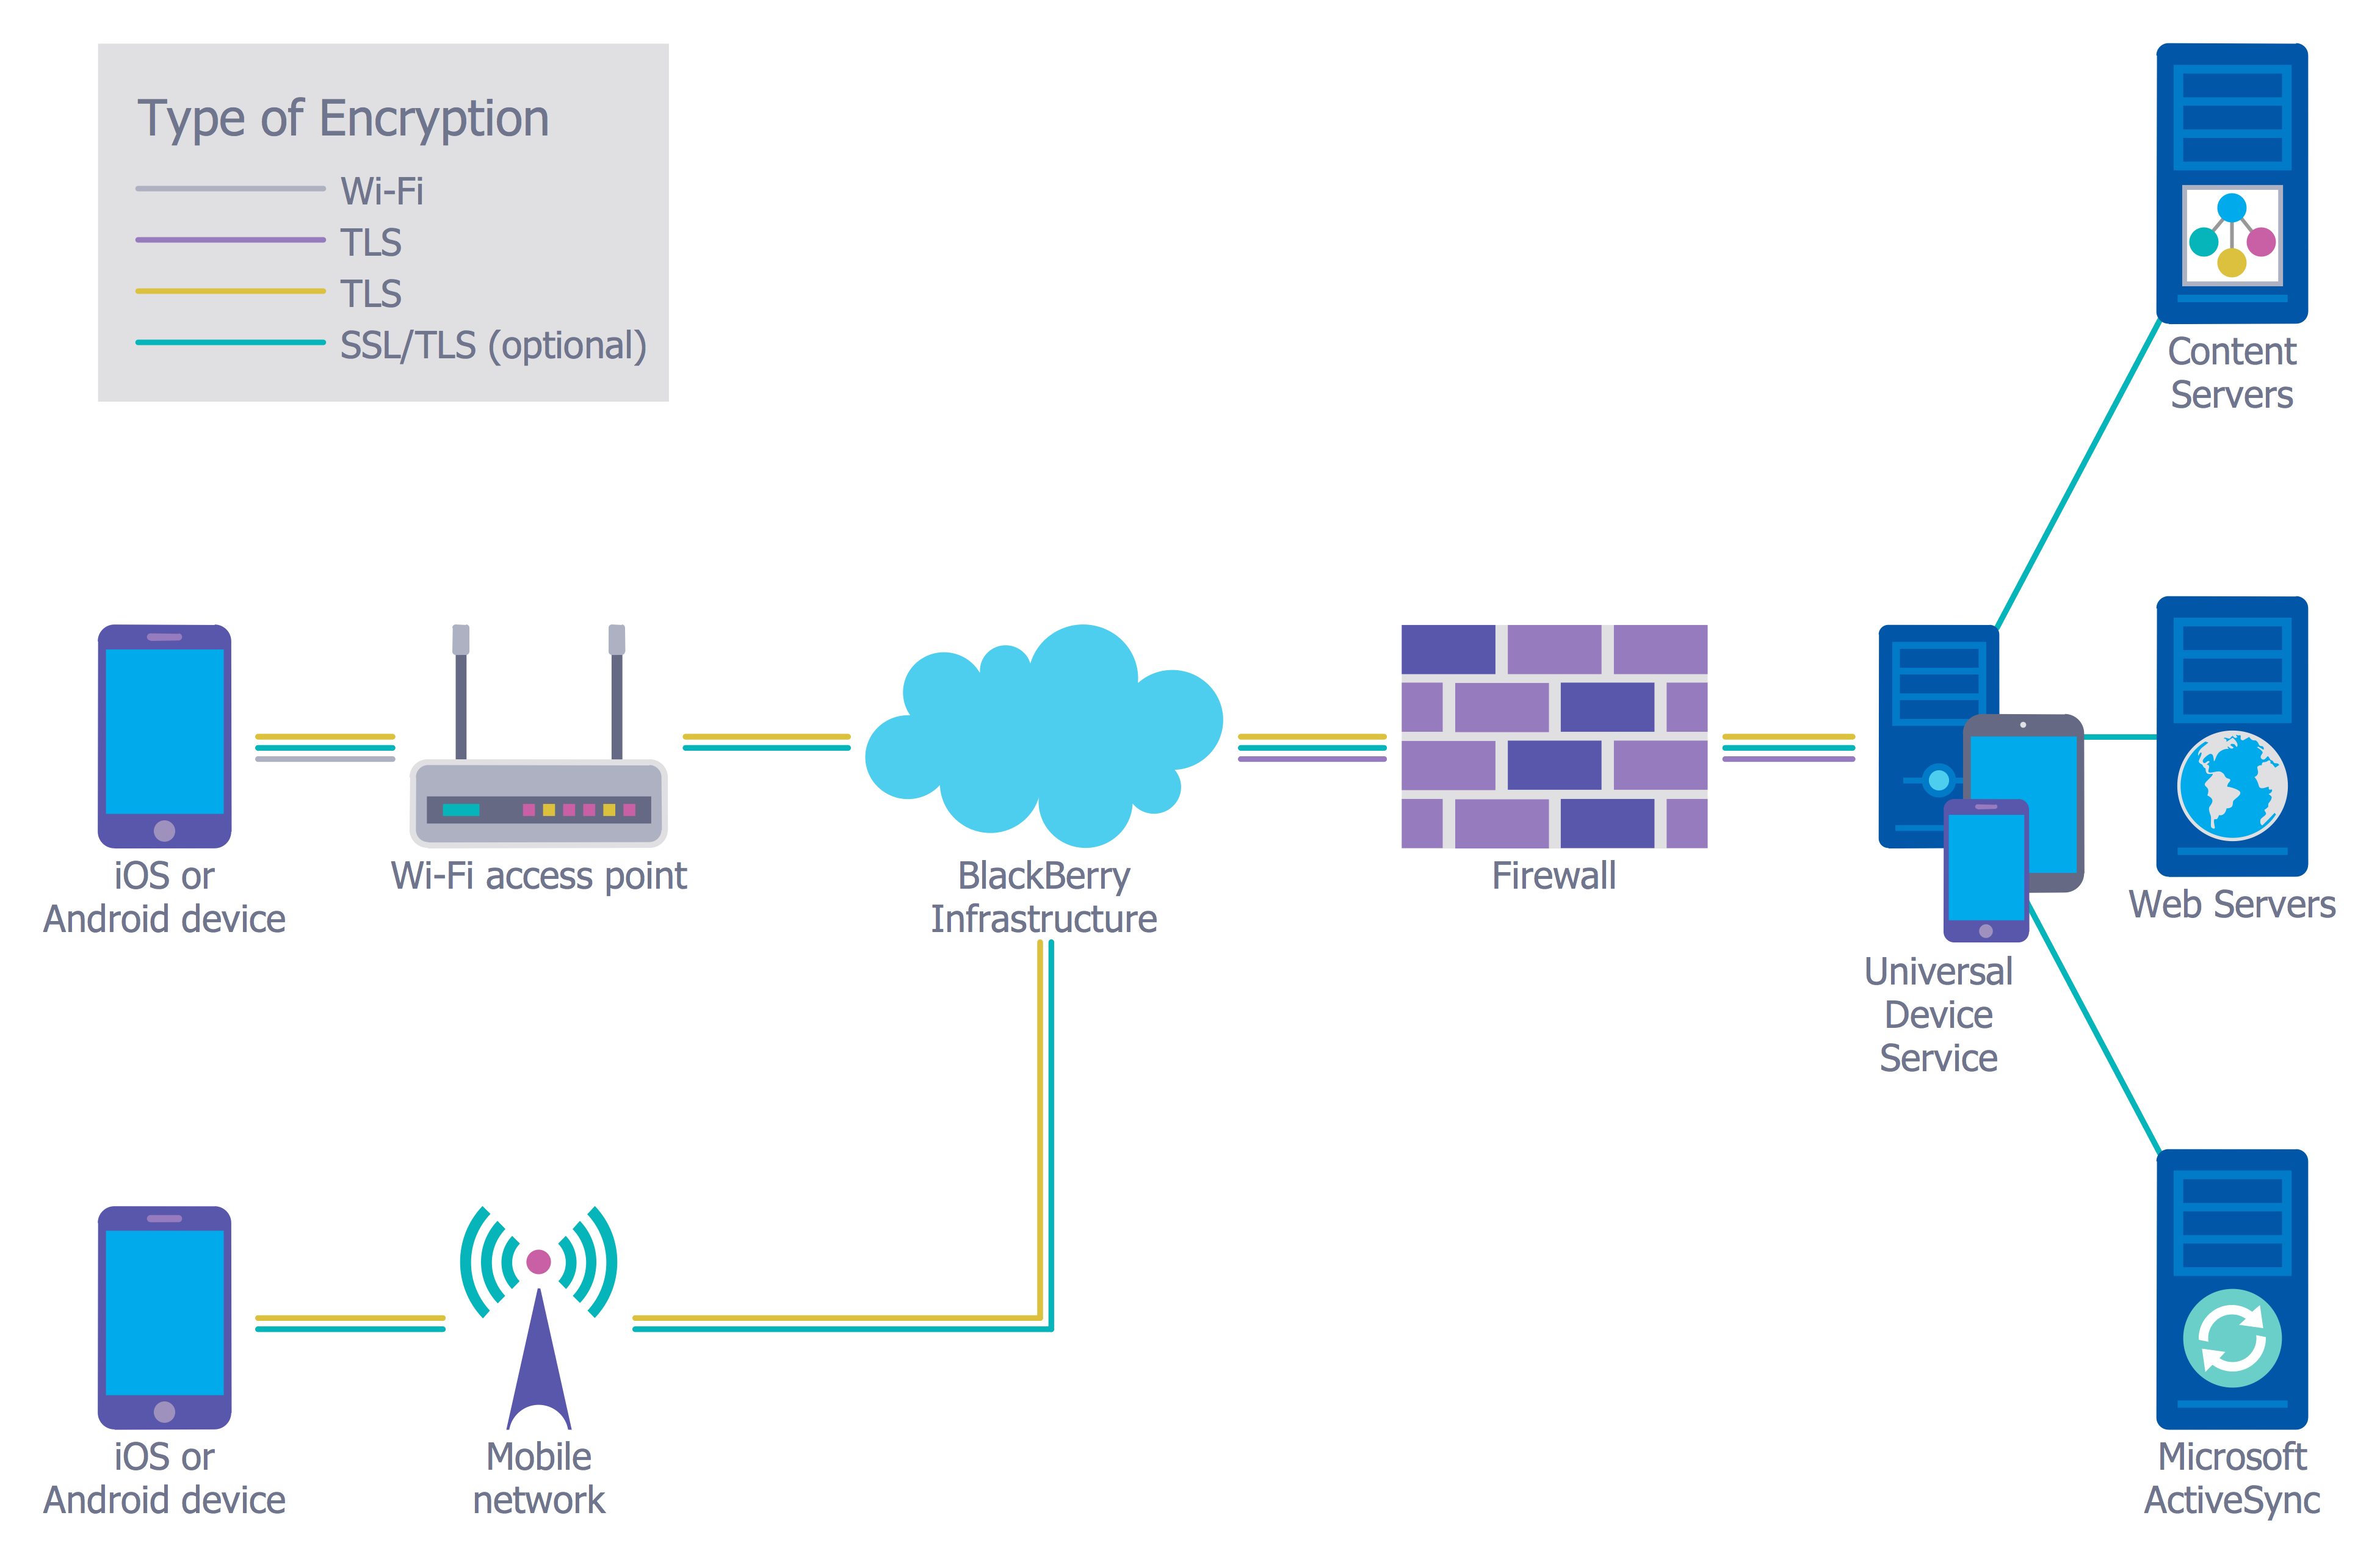 Type of Encryption
Wi-Fi
TLS
TLS
SSL/TLS (optional)
Content
Servers
iOS or
Android device
Wi-Fi access point
BlackBerry
Infrastructure
Firewall
Universal
Device
Service
Web Servers
iOS or
Android device
Mobile
network
Microsoft
ActiveSync